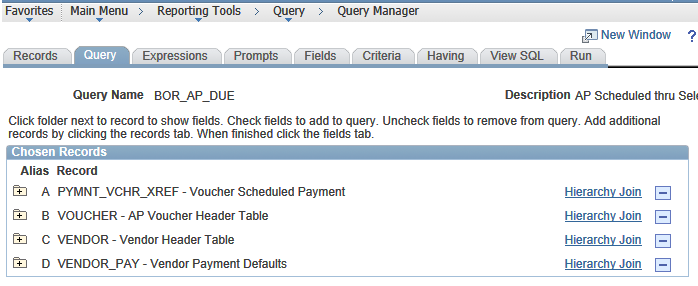 Favorites Main Menu > Reporting Tools > Query > Query Manager
New Window ?
Records Query Expressions Prompts Fields Criteria Having View SQL Run
Query Name BOR_AP_DUE Description AP Scheduled thru Sele
Click folder next to record to show fields. Check fields to add to query. Uncheck fields to remove from query. Add additional
records by clicking the records tab. When finished click the fields tab.
Chosen Records
Alias Record
A PYMNT_VCHR_XREF - Voucher Scheduled Payment Hierarchy Join
B VOUCHER - AP Voucher Header Table Hierarchy Join
C VENDOR - Vendor Header Table Hierarchy Join
D VENDOR_PAY - Vendor Payment Defaults Hierarchy Join